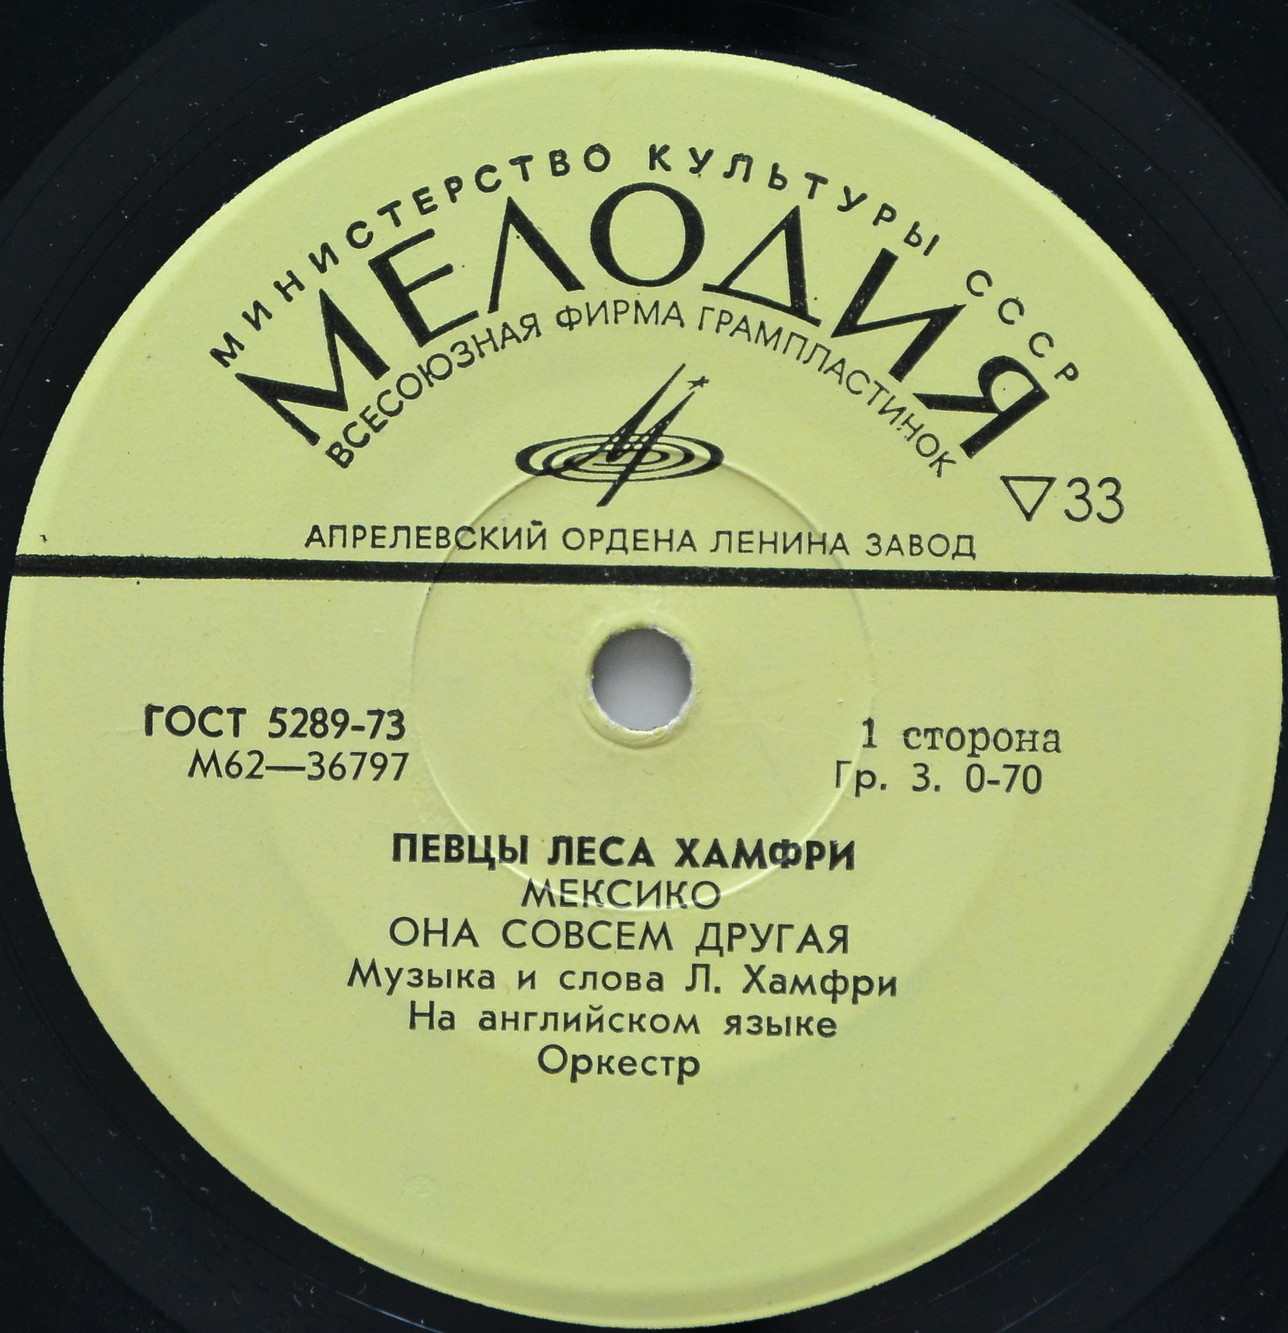 МИНИСТЕРСТВО КУЛЬТУРЫ СССР
МЕЛОДИЯ
ВСЕСОЮЗНАЯ ФИРМА ГРАМПЛАСТИНОК
▽33
АПРЕЛЕВСКИЙ ОРДЕНА ЛЕНИНА ЗАВОД
ГОСТ 5289-73
М62—36797
1 сторона
Гр. 3. 0-70
ПЕВЦЫ ЛЕСА ХАМФРИ
МЕКСИКО
ОНА СОВСЕМ ДРУГАЯ
Музыка и слова Л. Хамфри
На английском языке
Оркестр